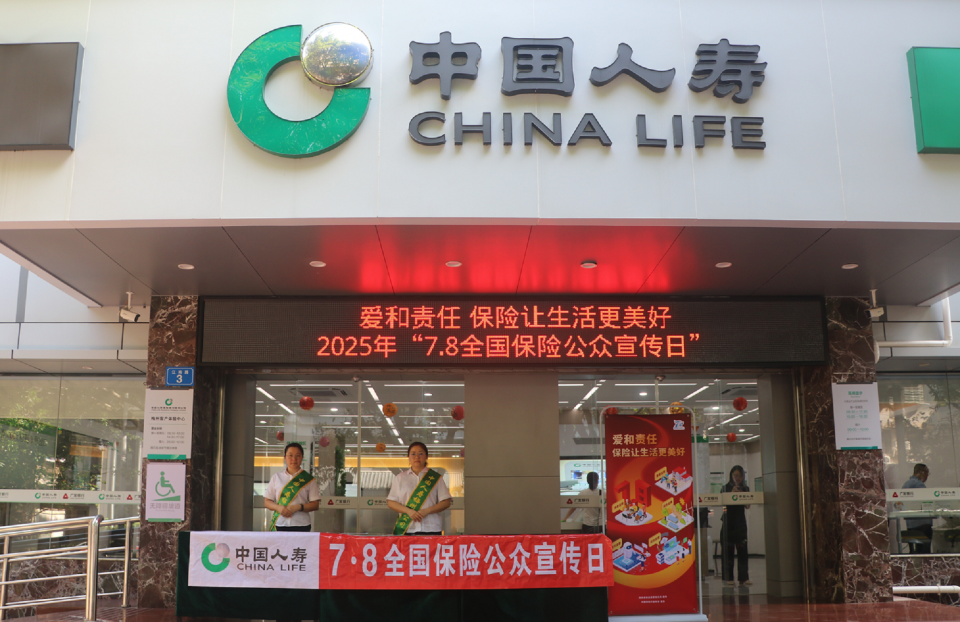 中国人寿
CHINA LIFE
爱和责任 保险让生活更美好
2025年“7.8全国保险公众宣传日”
3
爱和责任
保险让生活更美好
中国人寿
CHINA LIFE
7·8全国保险公众宣传日